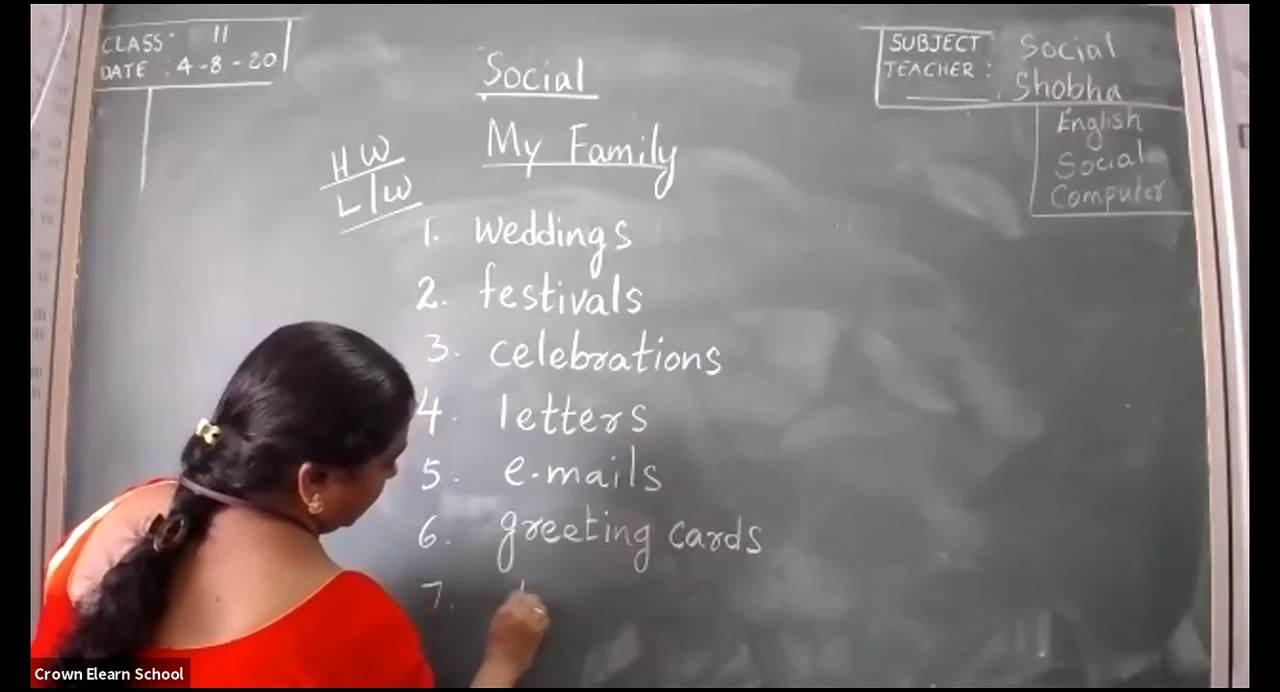 CLASS: II
DATE : 4-8-20
SUBJECT Social
TEACHER : Shobha
English
Social
Computer
Social
My Family
HW
L/W
1. weddings
2. festivals
3. celebrations
4. letters
5. e-mails
6. greeting cards
7.
Crown Elearn School